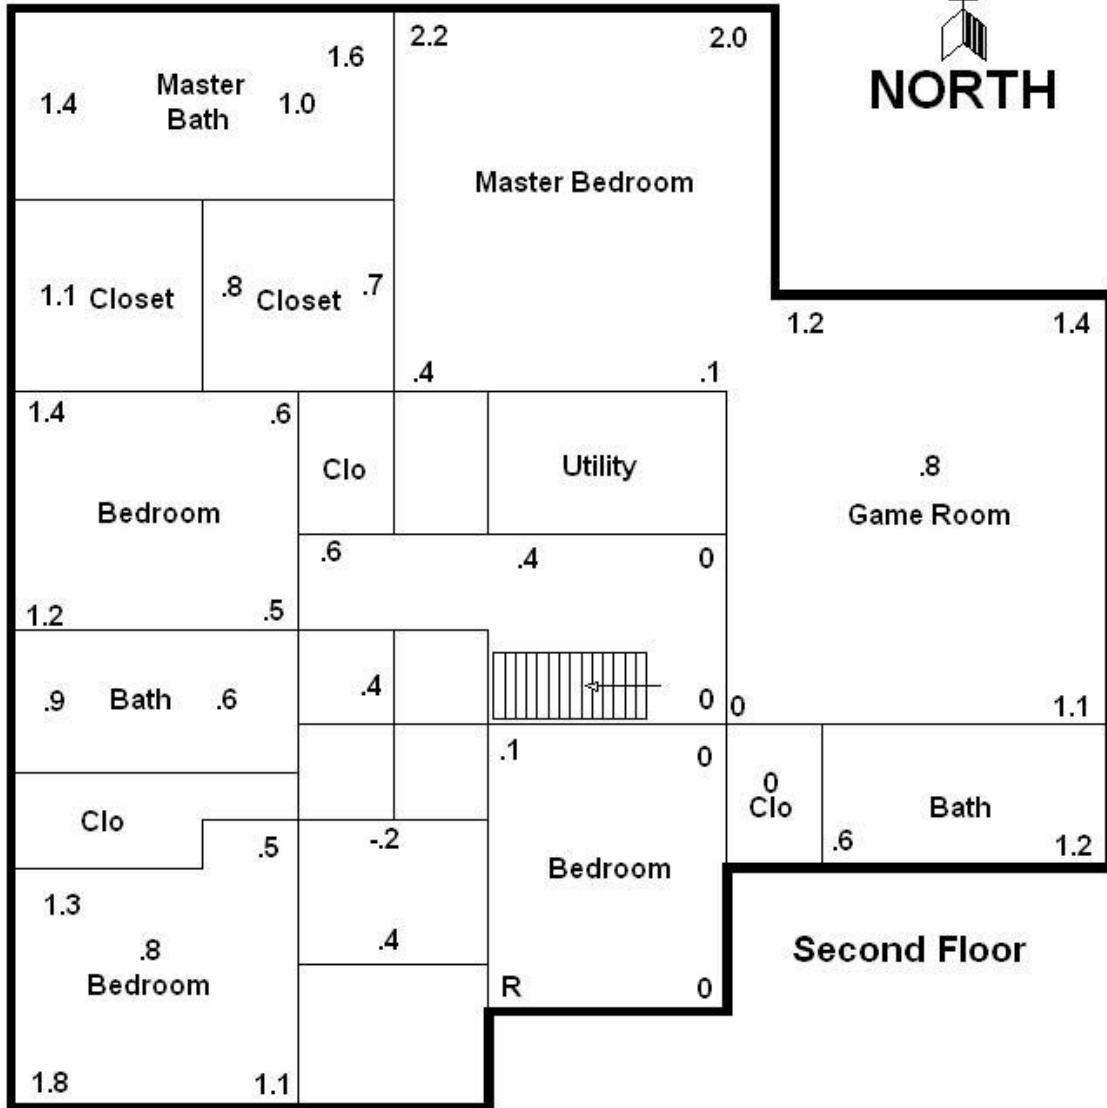 2.2 2.0
1.6
Master
Bath
1.4 1.0
NORTH
Master Bedroom
1.1 Closet .8 Closet .7
1.2 1.4
.4 .1
1.4 .6
Clo Utility .8
Bedroom Game Room
.6 .4 0
1.2 .5
.9 Bath .6 .4 0 0 1.1
.1 0
0
Clo Clo Bath
.5 -.2 .6 1.2
Bedroom
1.3
.8 .4 Second Floor
Bedroom R 0
1.8 1.1